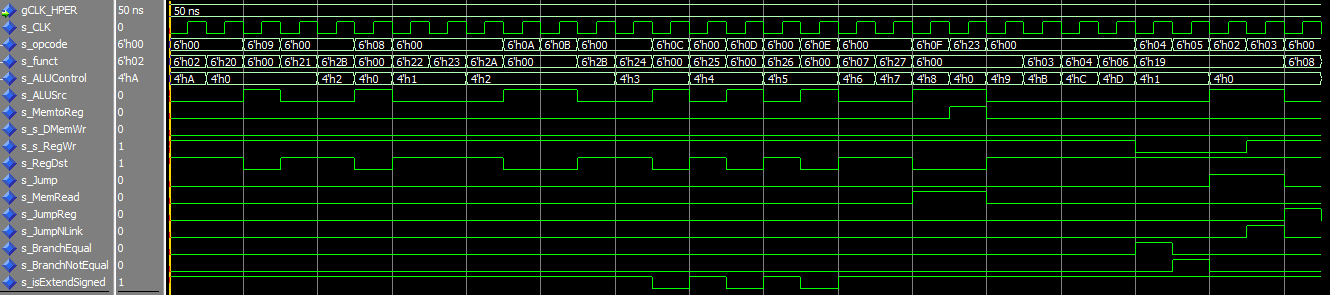 gCLK_HPER 50 ns 50 ns
s_CLK 0
s_opcode 6'h00 6'h00 6'h09 6'h00 6'h08 6'h00 6'h0A 6'h0B 6'h00 6'h0C 6'h00 6'h0D 6'h00 6'h0E 6'h00 6'h0F 6'h23 6'h00 6'h04 6'h05 6'h02 6'h03 6'h00
s_funct 6'h02 6'h02 6'h20 6'h00 6'h21 6'h2B 6'h00 6'h22 6'h23 6'h2A 6'h00 6'h2B 6'h24 6'h00 6'h25 6'h00 6'h26 6'h00 6'h07 6'h27 6'h00 6'h03 6'h04 6'h06 6'h19 6'h08
s_ALUControl 4'hA 4'hA 4'h0 4'h2 4'h0 4'h1 4'h2 4'h3 4'h4 4'h5 4'h6 4'h7 4'h8 4'h0 4'h9 4'hB 4'hC 4'hD 4'h1 4'h0
s_ALUSrc 0
s_MemtoReg 0
s_s_DMemWr 0
s_s_RegWr 1
s_RegDst 1
s_Jump 0
s_MemRead 0
s_JumpReg 0
s_JumpNLink 0
s_BranchEqual 0
s_BranchNotEqual 0
s_isExtendSigned 1